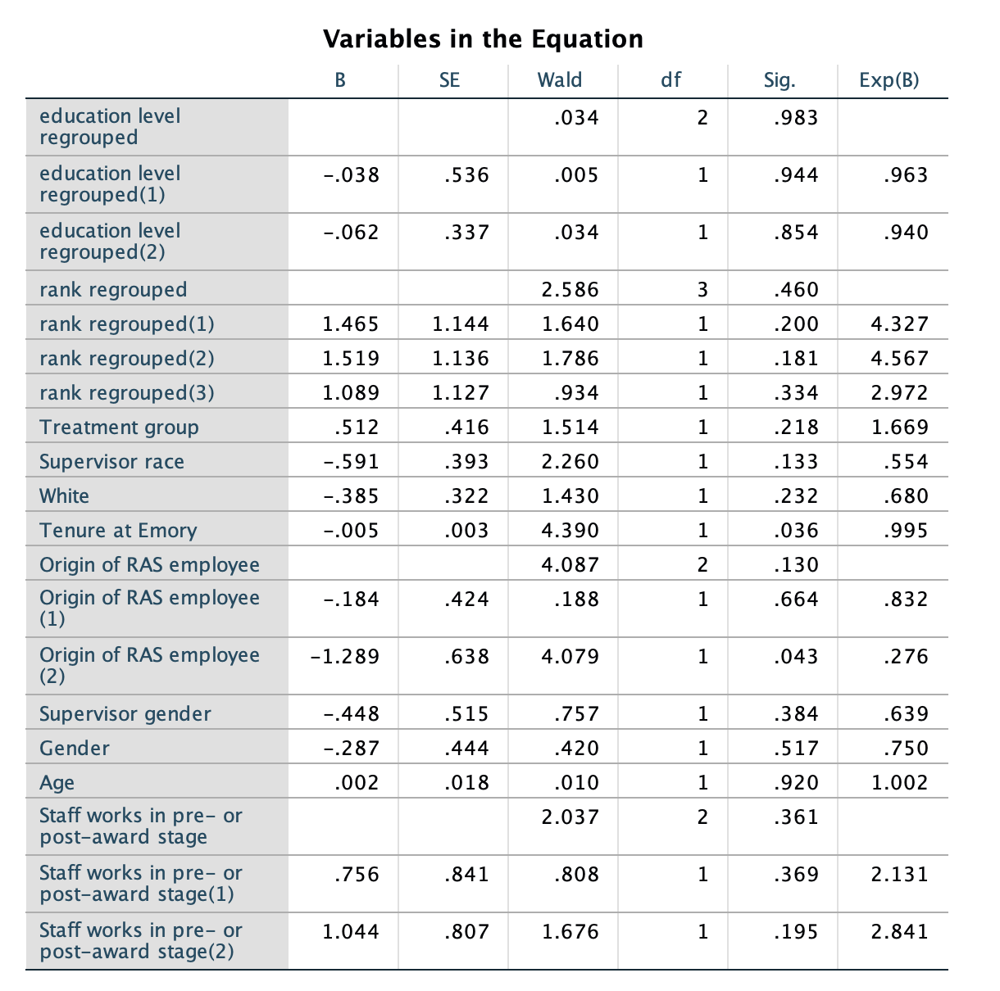 Variables in the Equation
B SE Wald df Sig. Exp(B)
education level
regrouped .034 2 .983
education level
regrouped(1) −.038 .536 .005 1 .944 .963
education level
regrouped(2) −.062 .337 .034 1 .854 .940
rank regrouped 2.586 3 .460
rank regrouped(1) 1.465 1.144 1.640 1 .200 4.327
rank regrouped(2) 1.519 1.136 1.786 1 .181 4.567
rank regrouped(3) 1.089 1.127 .934 1 .334 2.972
Treatment group .512 .416 1.514 1 .218 1.669
Supervisor race −.591 .393 2.260 1 .133 .554
White −.385 .322 1.430 1 .232 .680
Tenure at Emory −.005 .003 4.390 1 .036 .995
Origin of RAS employee 4.087 2 .130
Origin of RAS employee
(1) −.184 .424 .188 1 .664 .832
Origin of RAS employee
(2) −1.289 .638 4.079 1 .043 .276
Supervisor gender −.448 .515 .757 1 .384 .639
Gender −.287 .444 .420 1 .517 .750
Age .002 .018 .010 1 .920 1.002
Staff works in pre− or
post−award stage 2.037 2 .361
Staff works in pre− or
post−award stage(1) .756 .841 .808 1 .369 2.131
Staff works in pre− or
post−award stage(2) 1.044 .807 1.676 1 .195 2.841